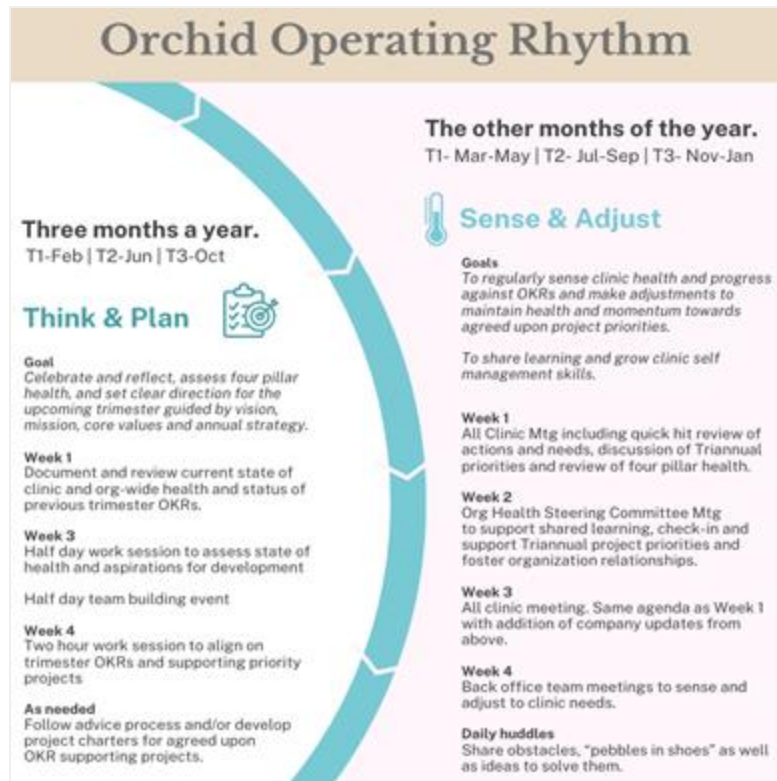 Orchid Operating Rhythm
Three months a year.
T1-Feb | T2-Jun | T3-Oct
Think & Plan
Goal
Celebrate and reflect, assess four pillar
health, and set clear direction for the
upcoming trimester guided by vision,
mission, core values and annual strategy.
Week 1
Document and review current state of
clinic and org-wide health and status of
previous trimester OKRs.
Week 3
Half day work session to assess state of
health and aspirations for development
Half day team building event
Week 4
Two hour work session to align on
trimester OKRs and supporting priority
projects
As needed
Follow advice process and/or develop
project charters for agreed upon
OKR supporting projects.
The other months of the year.
T1- Mar-May | T2- Jul-Sep | T3- Nov-Jan
Sense & Adjust
Goals
To regularly sense clinic health and progress
against OKRs and make adjustments to
maintain health and momentum towards
agreed upon project priorities.
To share learning and grow clinic self
management skills.
Week 1
All Clinic Mtg including quick hit review of
actions and needs, discussion of Triannual
priorities and review of four pillar health.
Week 2
Org Health Steering Committee Mtg
to support shared learning, check-in and
support Triannual project priorities and
foster organization relationships.
Week 3
All clinic meeting. Same agenda as Week 1
with addition of company updates from
above.
Week 4
Back office team meetings to sense and
adjust to clinic needs.
Daily huddles
Share obstacles, "pebbles in shoes" as well
as ideas to solve them.